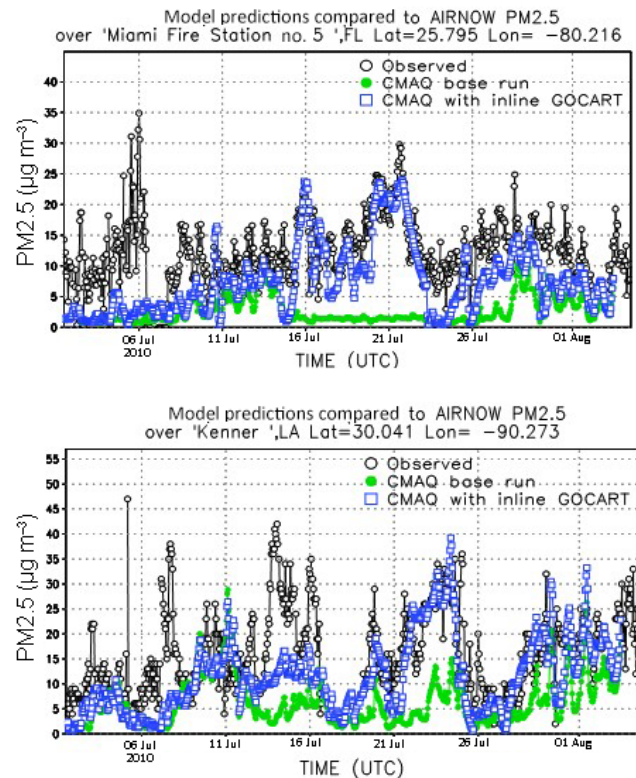 Model predictions compared to AIRNOW PM2.5
over 'Miami Fire Station no. 5 ',FL Lat=25.795 Lon= -80.216
Observed
CMAQ base run
CMAQ with inline GOCART
45
40
35
30
25
20
15
10
5
0
PM2.5 (µg m⁻³)
06 Jul 11 Jul 16 Jul 21 Jul 26 Jul 01 Aug
2010
TIME (UTC)
Model predictions compared to AIRNOW PM2.5
over 'Kenner ',LA Lat=30.041 Lon= -90.273
Observed
CMAQ base run
CMAQ with inline GOCART
55
50
45
40
35
30
25
20
15
10
5
0
PM2.5 (µg m⁻³)
06 Jul 11 Jul 16 Jul 21 Jul 26 Jul 01 Aug
2010
TIME (UTC)